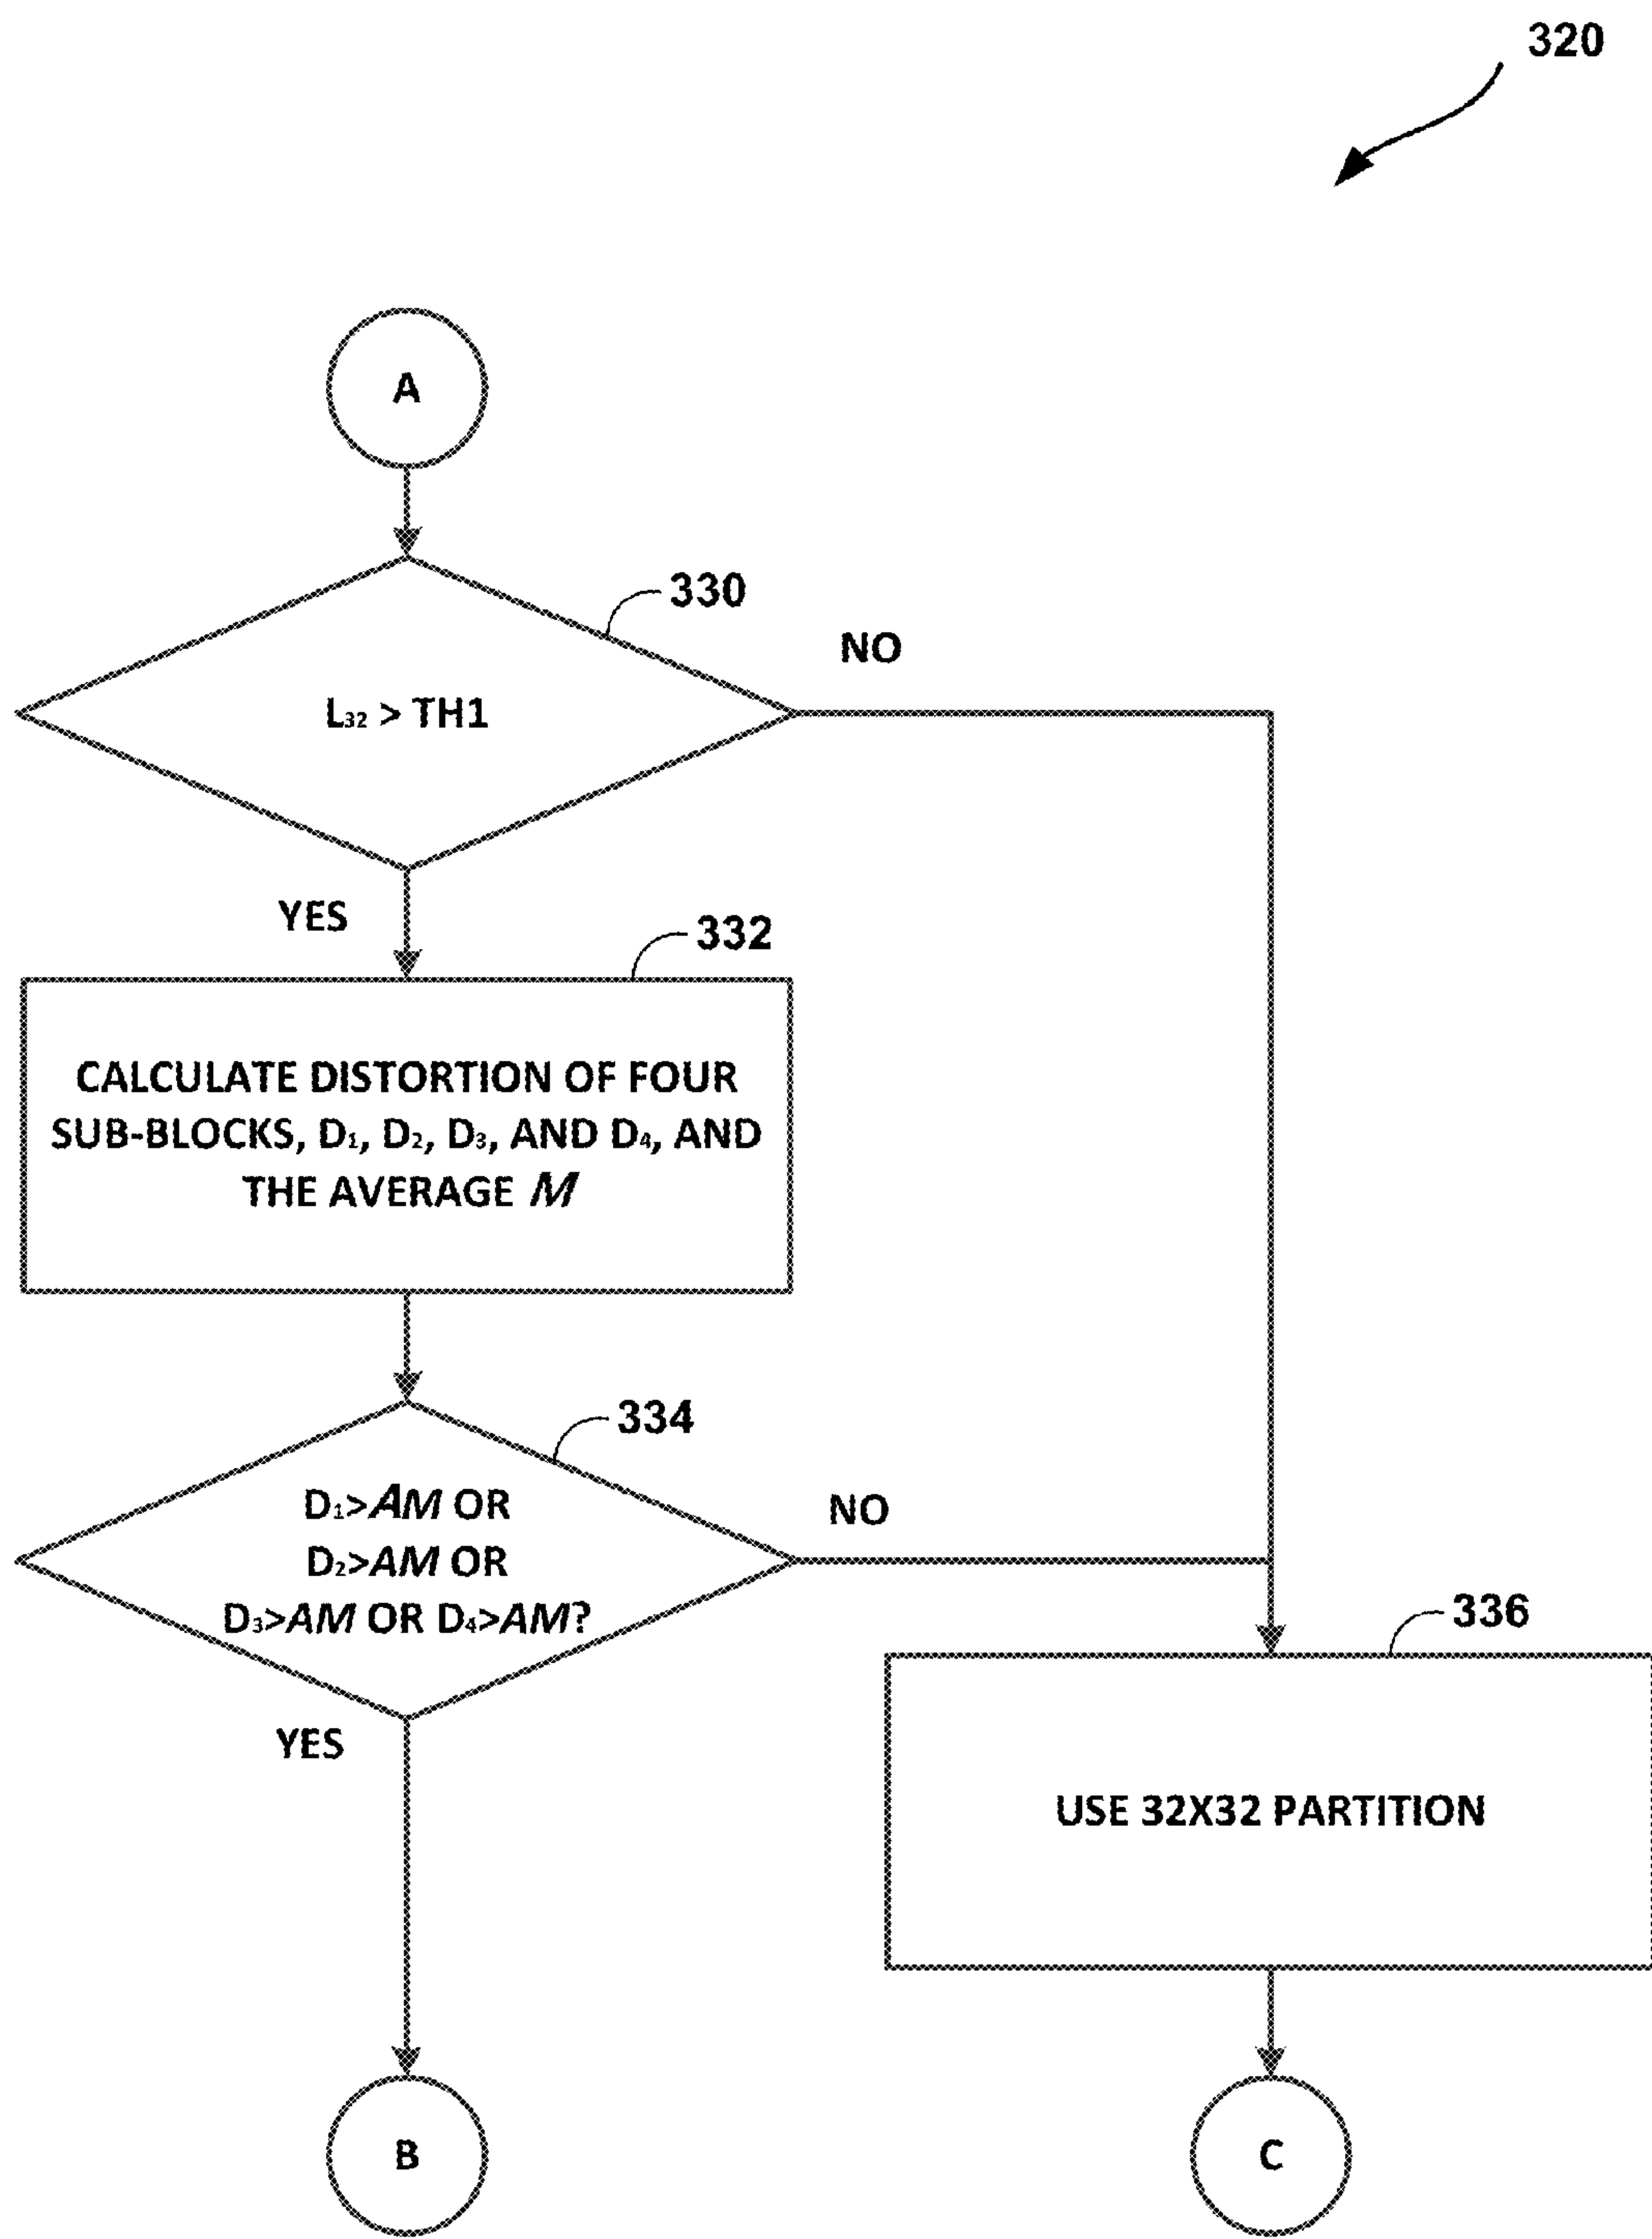 320
A
330
NO
L₃₂ > TH1
YES
332
CALCULATE DISTORTION OF FOUR
SUB-BLOCKS, D₁, D₂, D₃, AND D₄, AND
THE AVERAGE M
334
D₁>AM OR
NO
D₂>AM OR
D₃>AM OR D₄>AM?
336
YES
USE 32X32 PARTITION
B
C